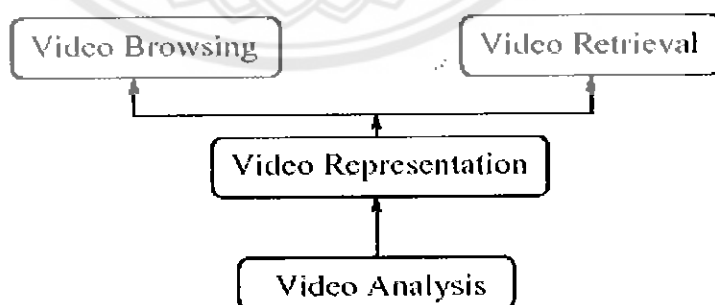 Video Browsing
Video Retrieval
Video Representation
Video Analysis